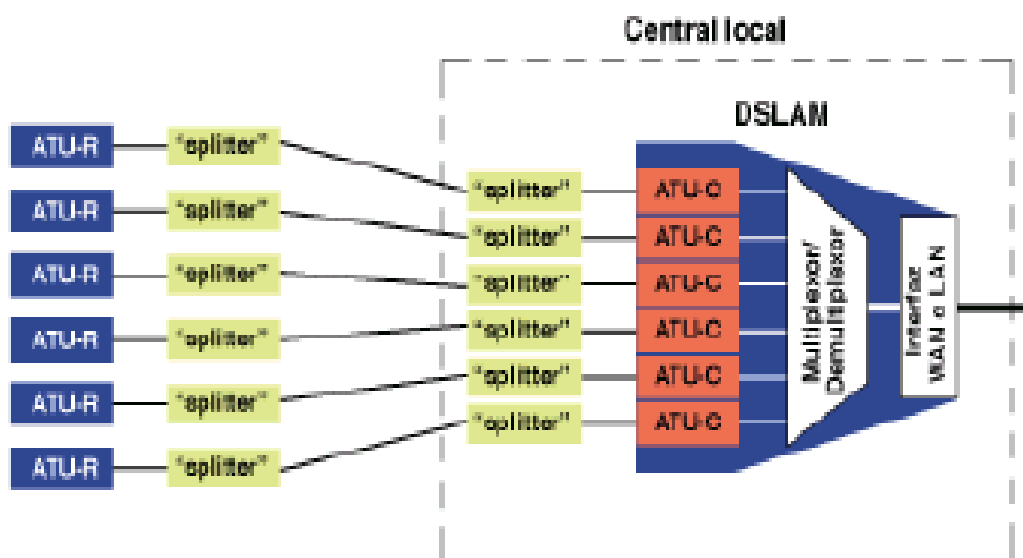 Central local
DSLAM
ATU-R "splitter"
ATU-R "splitter"
ATU-R "splitter"
ATU-R "splitter"
ATU-R "splitter"
ATU-R "splitter"
"splitter" ATU-C
"splitter" ATU-C
"splitter" ATU-C
"splitter" ATU-C
"splitter" ATU-C
"splitter" ATU-C
Multiplexor/
Demultiplexor
Interfaz
WAN o LAN